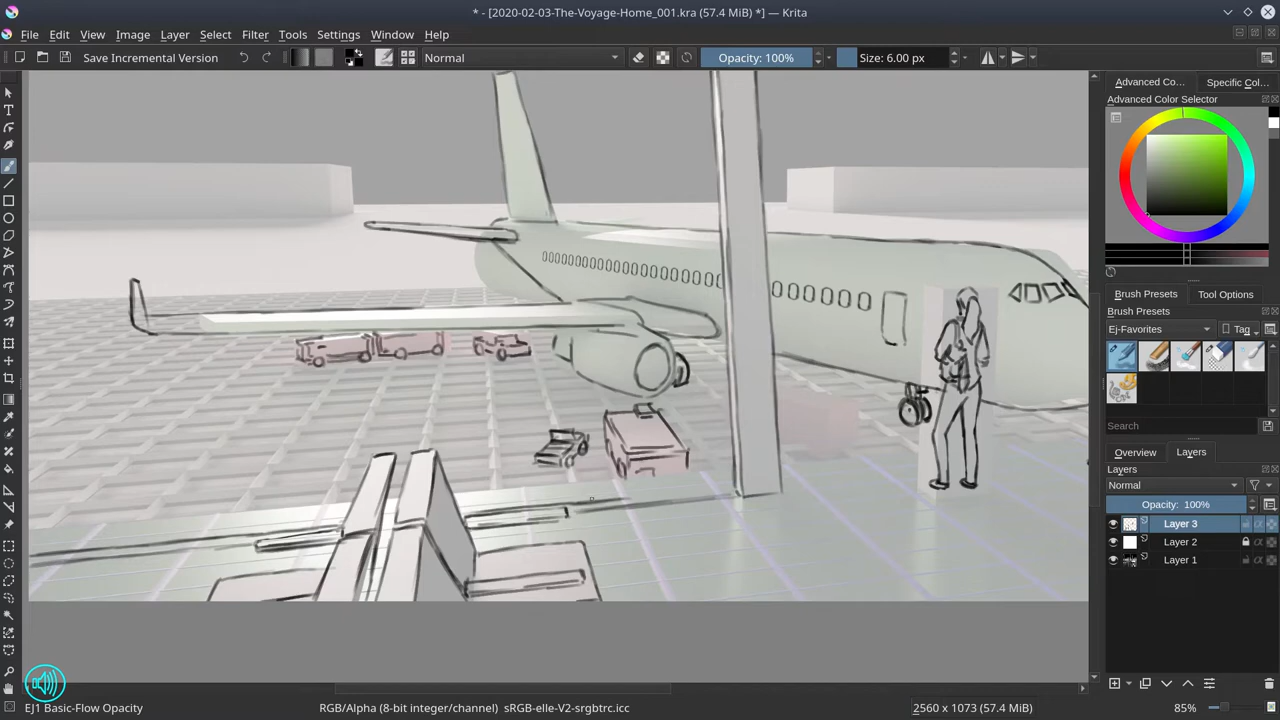 * - [2020-02-03-The-Voyage-Home_001.kra (57.4 MiB) *] — Krita
File Edit View Image Layer Select Filter Tools Settings Window Help
Save Incremental Version Normal Opacity: 100% Size: 6.00 px
Advanced Co... Specific Col...
Advanced Color Selector
Brush Presets Tool Options
Brush Presets
Ej-Favorites Tag
Search
Overview Layers
Layers
Normal
Opacity: 100%
Layer 3
Layer 2
Layer 1
EJ1 Basic-Flow Opacity RGB/Alpha (8-bit integer/channel) sRGB-elle-V2-srgbtrc.icc 2560 x 1073 (57.4 MiB) 85%